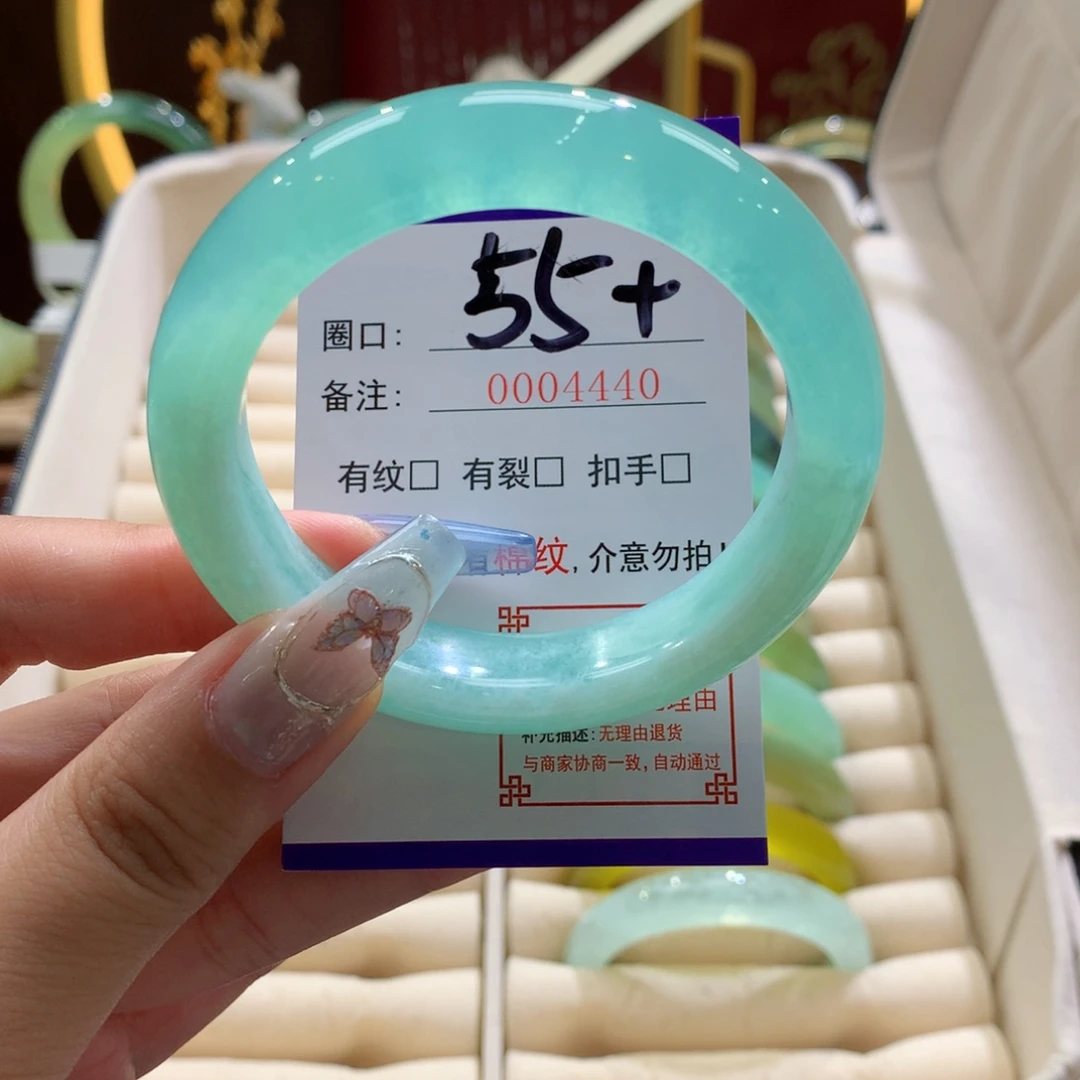 圈口: 55+
备注: 0004440
有纹□ 有裂□ 扣手□
棉纹, 介意勿拍!
理由
补充描述: 无理由退货
与商家协商一致, 自动通过